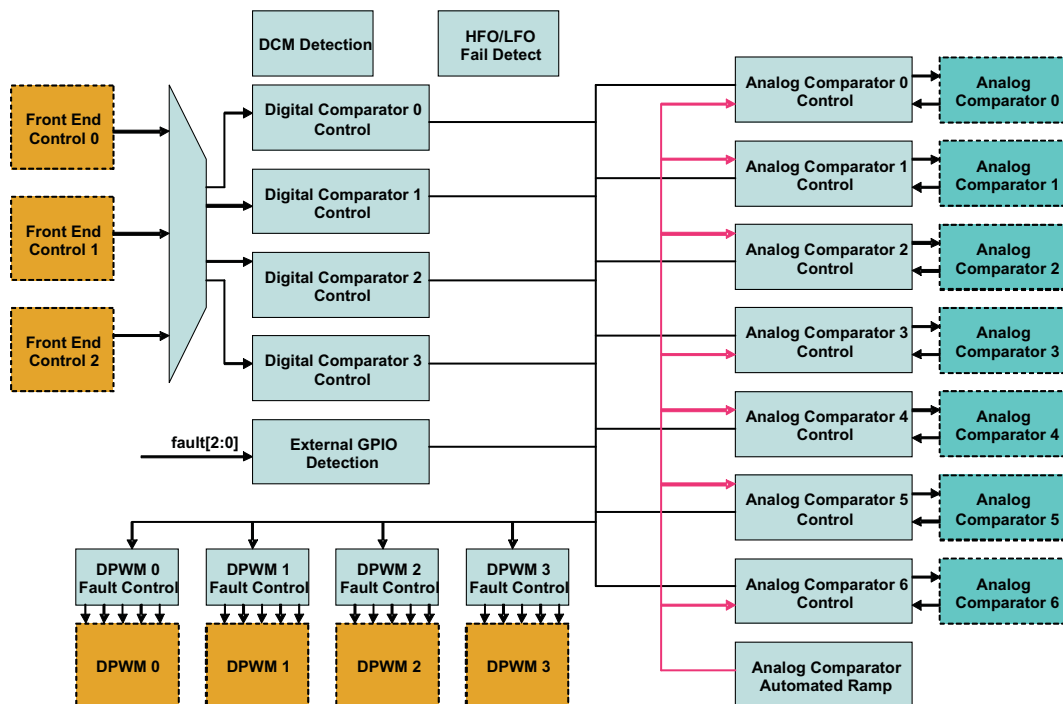 DCM Detection
HFO/LFO
Fail Detect
Front End
Control 0
Front End
Control 1
Front End
Control 2
Digital Comparator 0
Control
Digital Comparator 1
Control
Digital Comparator 2
Control
Digital Comparator 3
Control
fault[2:0]
External GPIO
Detection
Analog Comparator 0
Control
Analog
Comparator 0
Analog Comparator 1
Control
Analog
Comparator 1
Analog Comparator 2
Control
Analog
Comparator 2
Analog Comparator 3
Control
Analog
Comparator 3
Analog Comparator 4
Control
Analog
Comparator 4
Analog Comparator 5
Control
Analog
Comparator 5
Analog Comparator 6
Control
Analog
Comparator 6
Analog Comparator
Automated Ramp
DPWM 0
Fault Control
DPWM 1
Fault Control
DPWM 2
Fault Control
DPWM 3
Fault Control
DPWM 0
DPWM 1
DPWM 2
DPWM 3